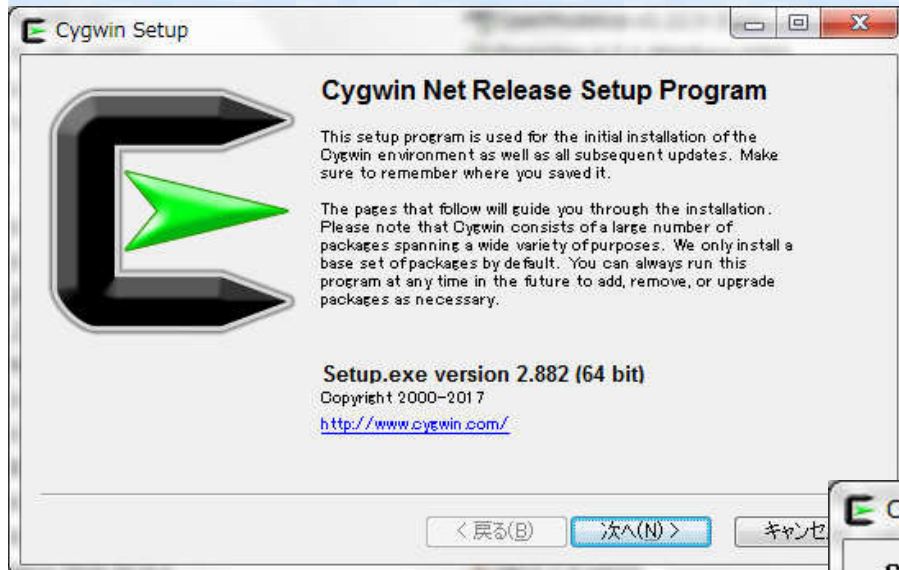 Cygwin Setup
Cygwin Net Release Setup Program
This setup program is used for the initial installation of the
Cygwin environment as well as all subsequent updates. Make
sure to remember where you saved it.
The pages that follow will guide you through the installation.
Please note that Cygwin consists of a large number of
packages spanning a wide variety of purposes. We only install a
base set of packages by default. You can always run this
program at any time in the future to add, remove, or upgrade
packages as necessary.
Setup.exe version 2.882 (64 bit)
Copyright 2000-2017
http://www.cygwin.com/
< 戻る(B)
次へ(N) >
キャンセ
C